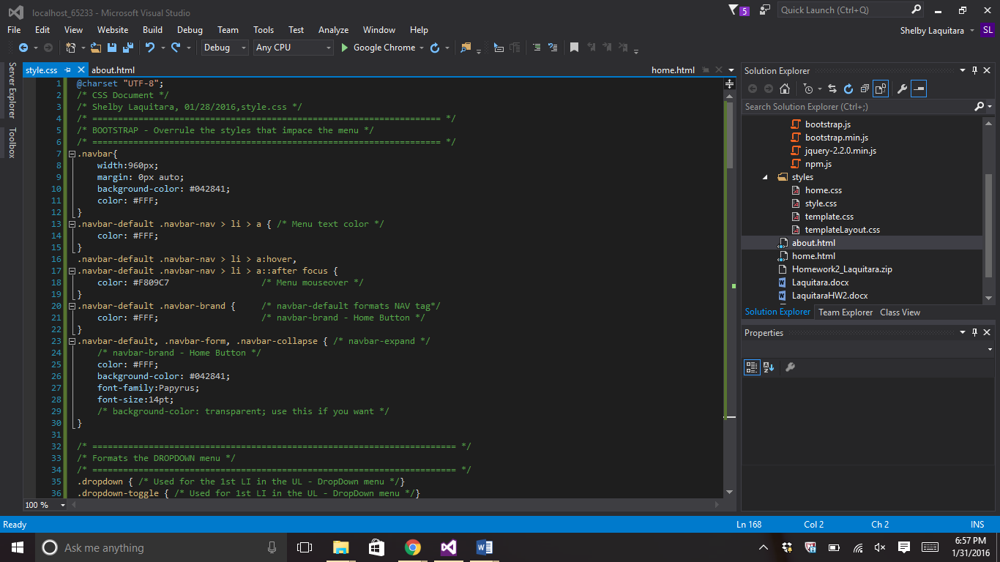 localhost_65233 - Microsoft Visual Studio
5
Quick Launch (Ctrl+Q)
File Edit View Website Build Debug Team Tools Test Analyze Window Help
Shelby Laquitara SL
Debug Any CPU Google Chrome
Server Explorer
Toolbox
style.css about.html home.html
1 @charset "UTF-8";
2 /* CSS Document */
3 /* Shelby Laquitara, 01/28/2016,style.css */
4 /* ==================================================================== */
5 /* BOOTSTRAP - Overrule the styles that impace the menu */
6 /* ==================================================================== */
7 .navbar{
8 width:960px;
9 margin: 0px auto;
10 background-color: #042841;
11 color: #FFF;
12 }
13 .navbar-default .navbar-nav > li > a { /* Menu text color */
14 color: #FFF;
15 }
16 .navbar-default .navbar-nav > li > a:hover,
17 .navbar-default .navbar-nav > li > a::after focus {
18 color: #F809C7 /* Menu mouseover */
19 }
20 .navbar-default .navbar-brand { /* navbar-default formats NAV tag*/
21 color: #FFF; /* navbar-brand - Home Button */
22 }
23 .navbar-default, .navbar-form, .navbar-collapse { /* navbar-expand */
24 /* navbar-brand - Home Button */
25 color: #FFF;
26 background-color: #042841;
27 font-family:Papyrus;
28 font-size:14pt;
29 /* background-color: transparent; use this if you want */
30 }
31
32 /* ======================================================================= */
33 /* Formats the DROPDOWN menu */
34 /* ======================================================================= */
35 .dropdown { /* Used for the 1st LI in the UL - DropDown menu */}
36 .dropdown-toggle { /* Used for 1st LI in the UL - DropDown menu */}
100 %
Solution Explorer
Search Solution Explorer (Ctrl+;)
bootstrap.js
bootstrap.min.js
jquery-2.2.0.min.js
npm.js
styles
home.css
style.css
template.css
templateLayout.css
about.html
home.html
Homework2_Laquitara.zip
Laquitara.docx
LaquitaraHW2.docx
Solution Explorer Team Explorer Class View
Properties
Ready Ln 168 Col 2 Ch 2 INS
Ask me anything
6:57 PM
1/31/2016